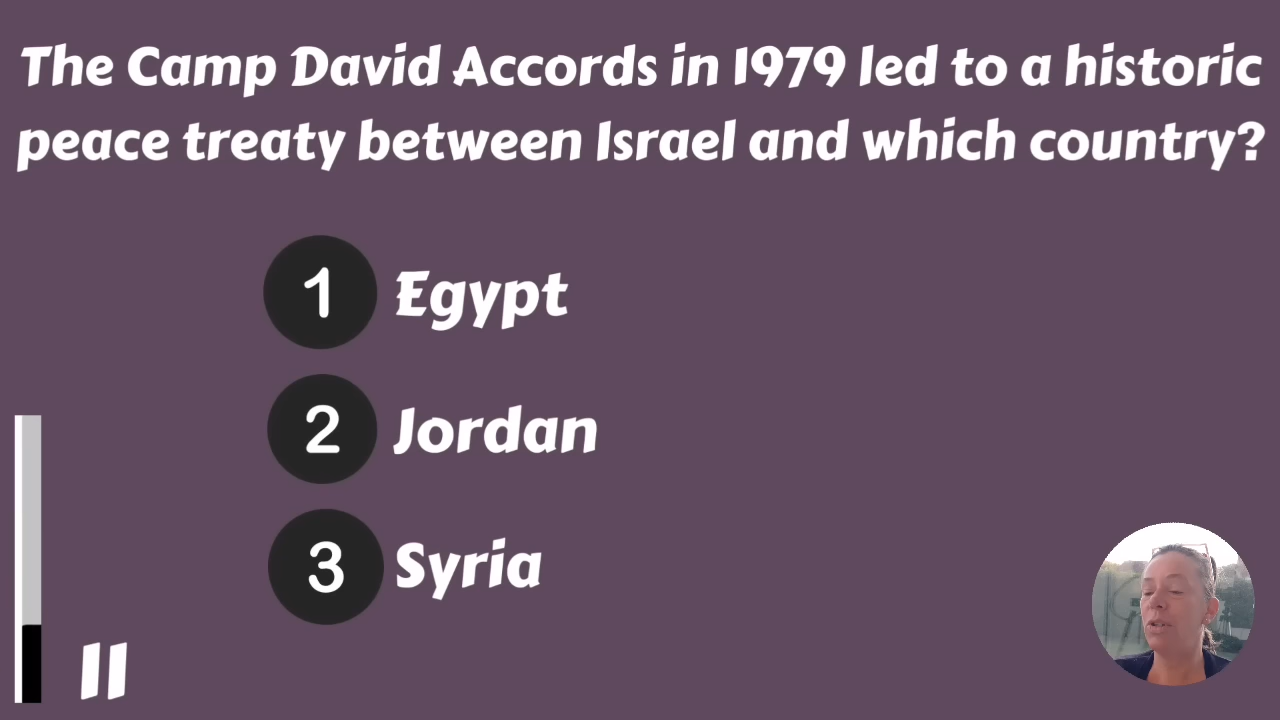 The Camp David Accords in 1979 led to a historic
peace treaty between Israel and which country?
1 Egypt
2 Jordan
3 Syria
11